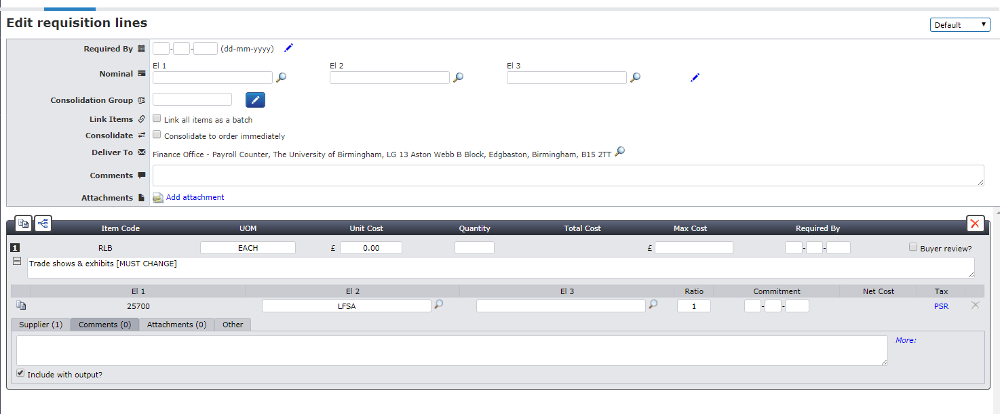 Edit requisition lines
Default
Required By - - (dd-mm-yyyy)
El 1 El 2 El 3
Nominal
Consolidation Group
Link Items Link all items as a batch
Consolidate Consolidate to order immediately
Deliver To Finance Office - Payroll Counter, The University of Birmingham, LG 13 Aston Webb B Block, Edgbaston, Birmingham, B15 2TT
Comments
Attachments Add attachment
Item Code UOM Unit Cost Quantity Total Cost Max Cost Required By
1 RLB EACH £ 0.00 £ - - Buyer review?
Trade shows & exhibits [MUST CHANGE]
El 1 El 2 El 3 Ratio Commitment Net Cost Tax
25700 LFSA 1 - - PSR
Supplier (1) Comments (0) Attachments (0) Other
More:
Include with output?